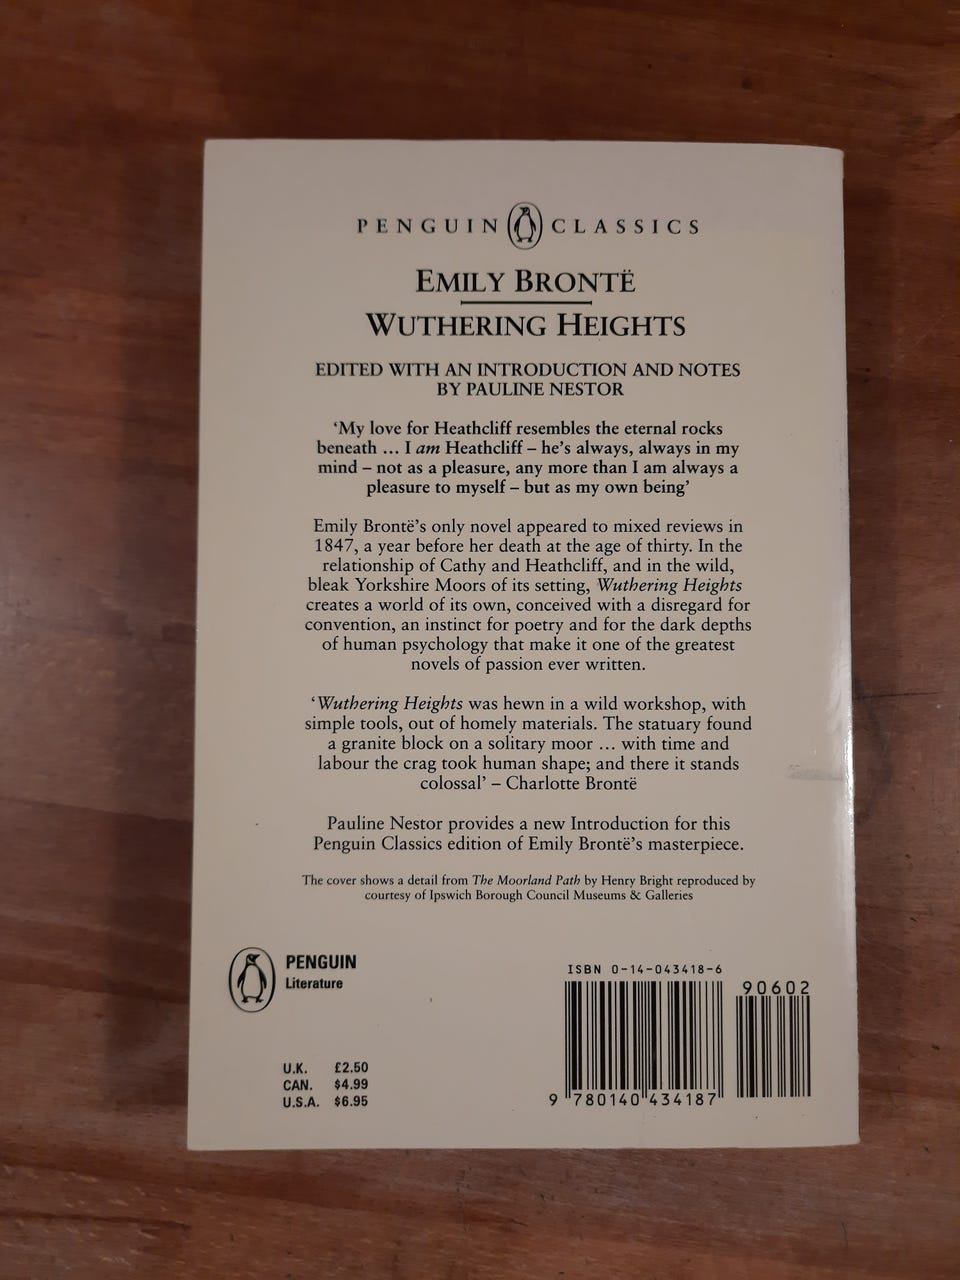 PENGUIN CLASSICS
EMILY BRONTË
WUTHERING HEIGHTS
EDITED WITH AN INTRODUCTION AND NOTES
BY PAULINE NESTOR
‘My love for Heathcliff resembles the eternal rocks
beneath ... I am Heathcliff – he's always, always in my
mind – not as a pleasure, any more than I am always a
pleasure to myself – but as my own being’
Emily Brontë's only novel appeared to mixed reviews in
1847, a year before her death at the age of thirty. In the
relationship of Cathy and Heathcliff, and in the wild,
bleak Yorkshire Moors of its setting, Wuthering Heights
creates a world of its own, conceived with a disregard for
convention, an instinct for poetry and for the dark depths
of human psychology that make it one of the greatest
novels of passion ever written.
‘Wuthering Heights was hewn in a wild workshop, with
simple tools, out of homely materials. The statuary found
a granite block on a solitary moor ... with time and
labour the crag took human shape; and there it stands
colossal’ – Charlotte Brontë
Pauline Nestor provides a new Introduction for this
Penguin Classics edition of Emily Brontë's masterpiece.
The cover shows a detail from The Moorland Path by Henry Bright reproduced by
courtesy of Ipswich Borough Council Museums & Galleries
PENGUIN
Literature
U.K. £2.50
CAN. $4.99
U.S.A. $6.95
ISBN 0-14-043418-6
90602
9 780140 434187